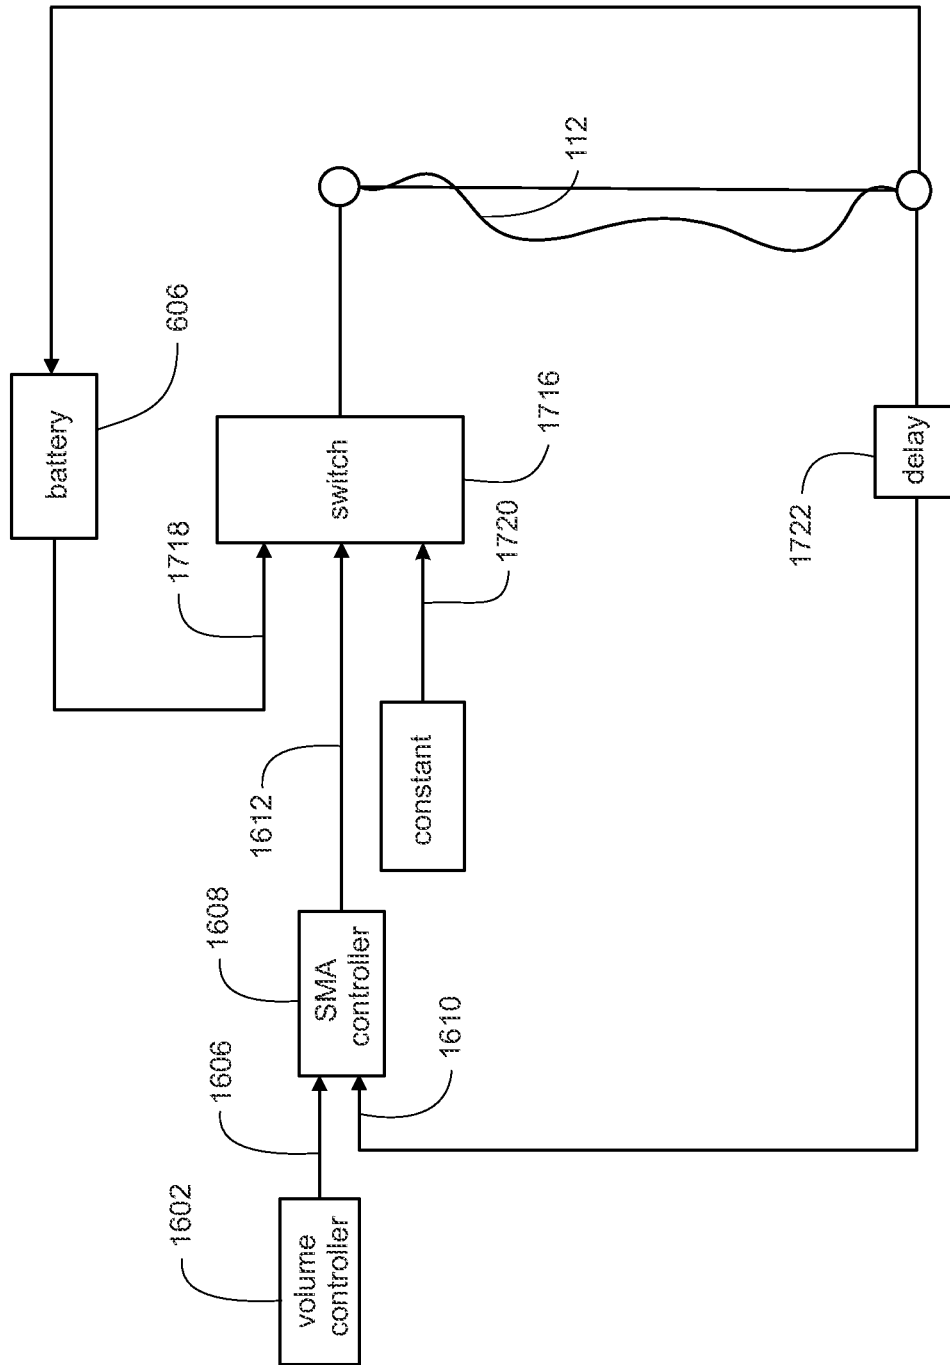 battery
1602
1718
606
1606
1608
1612
volume
controller
SMA
controller
switch
constant
1610
1720
1716
112
1722
delay